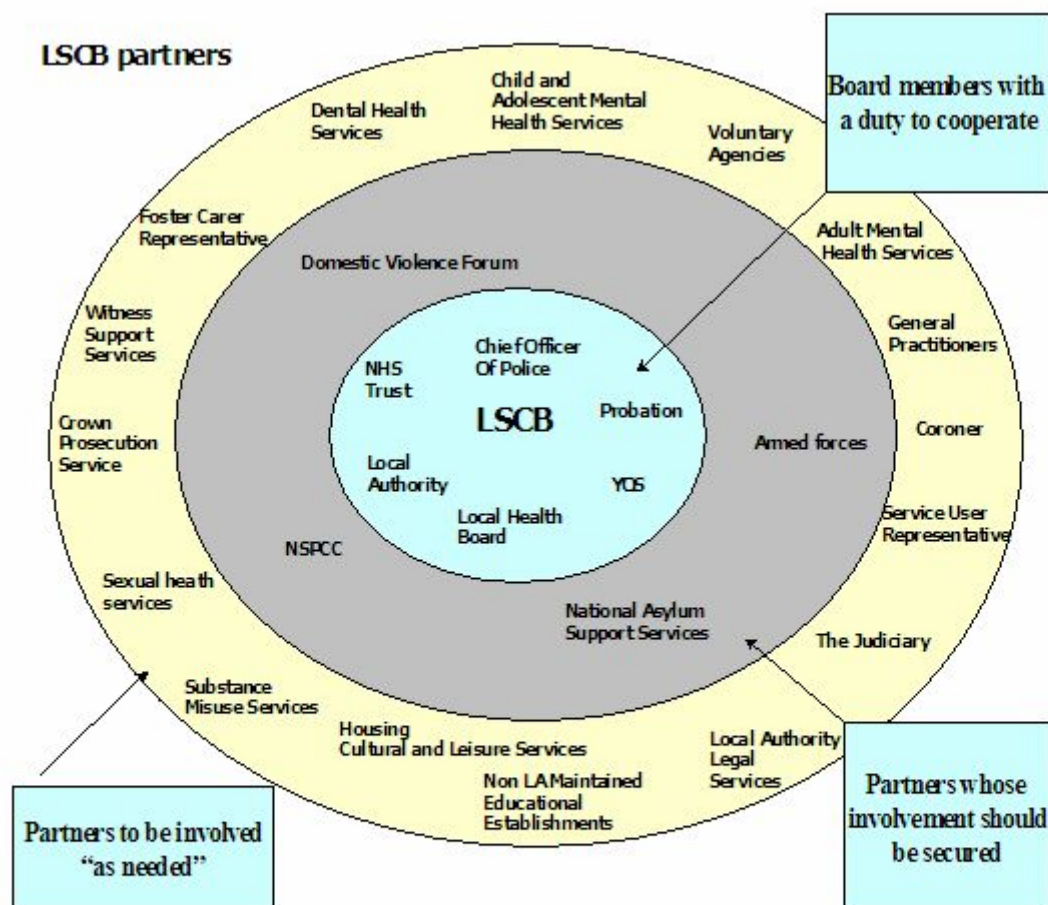 LSCB partners
Board members with
a duty to cooperate
Child and
Adolescent Mental
Health Services
Dental Health
Services
Voluntary
Agencies
Foster Carer
Representative
Adult Mental
Health Services
Domestic Violence Forum
Witness
Support
Services
General
Practitioners
Chief Officer
Of Police
NHS
Trust
LSCB
Probation
Crown
Prosecution
Service
Armed forces
Coroner
Local
Authority
YOS
Local Health
Board
Service User
Representative
NSPCC
Sexual heath
services
National Asylum
Support Services
The Judiciary
Substance
Misuse Services
Housing
Cultural and Leisure Services
Local Authority
Legal
Services
Non LA Maintained
Educational
Establishments
Partners to be involved
“as needed”
Partners whose
involvement should
be secured